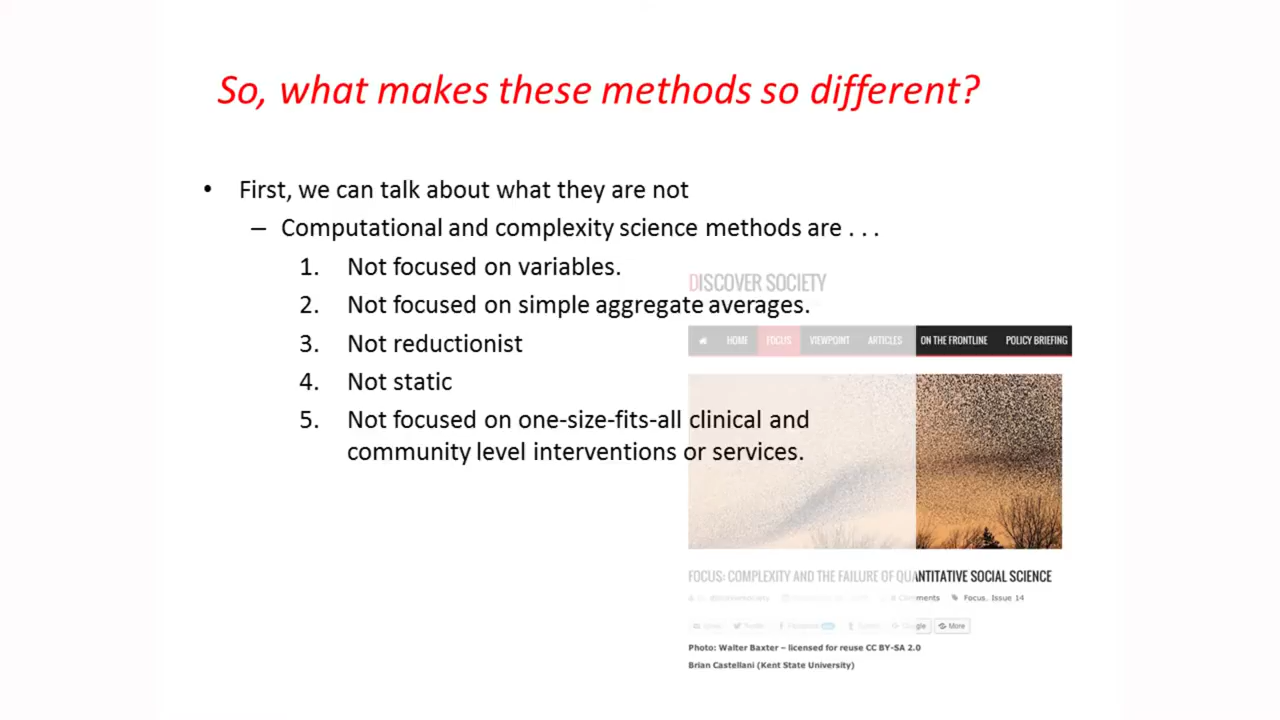 So, what makes these methods so different?
• First, we can talk about what they are not
– Computational and complexity science methods are . . .
1. Not focused on variables.
2. Not focused on simple aggregate averages.
3. Not reductionist
4. Not static
5. Not focused on one-size-fits-all clinical and
community level interventions or services.
DISCOVER SOCIETY
HOME FOCUS VIEWPOINT ARTICLES ON THE FRONTLINE POLICY BRIEFING
FOCUS: COMPLEXITY AND THE FAILURE OF QUANTITATIVE SOCIAL SCIENCE
Comments Focus, Issue 14
Twitter Facebook Google More
Photo: Walter Baxter – licensed for reuse CC BY-SA 2.0
Brian Castellani (Kent State University)